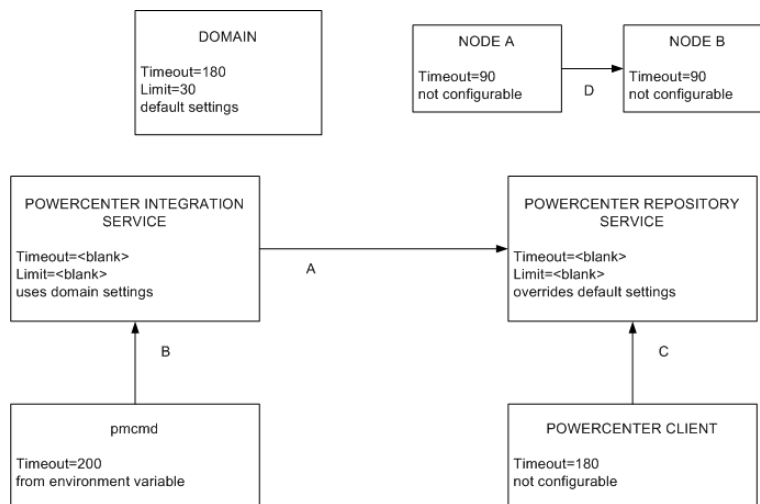 DOMAIN
Timeout=180
Limit=30
default settings
NODE A
Timeout=90
not configurable
D
NODE B
Timeout=90
not configurable
POWERCENTER INTEGRATION
SERVICE
Timeout=<blank>
Limit=<blank>
uses domain settings
A
POWERCENTER REPOSITORY
SERVICE
Timeout=<blank>
Limit=<blank>
overrides default settings
B
C
pmcmd
Timeout=200
from environment variable
POWERCENTER CLIENT
Timeout=180
not configurable